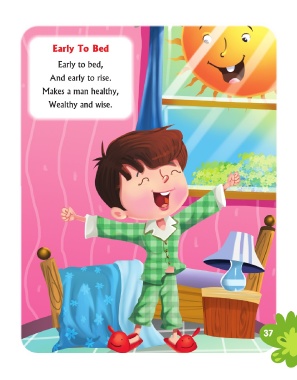 Early To Bed
Early to bed,
And early to rise.
Makes a man healthy,
Wealthy and wise.
37